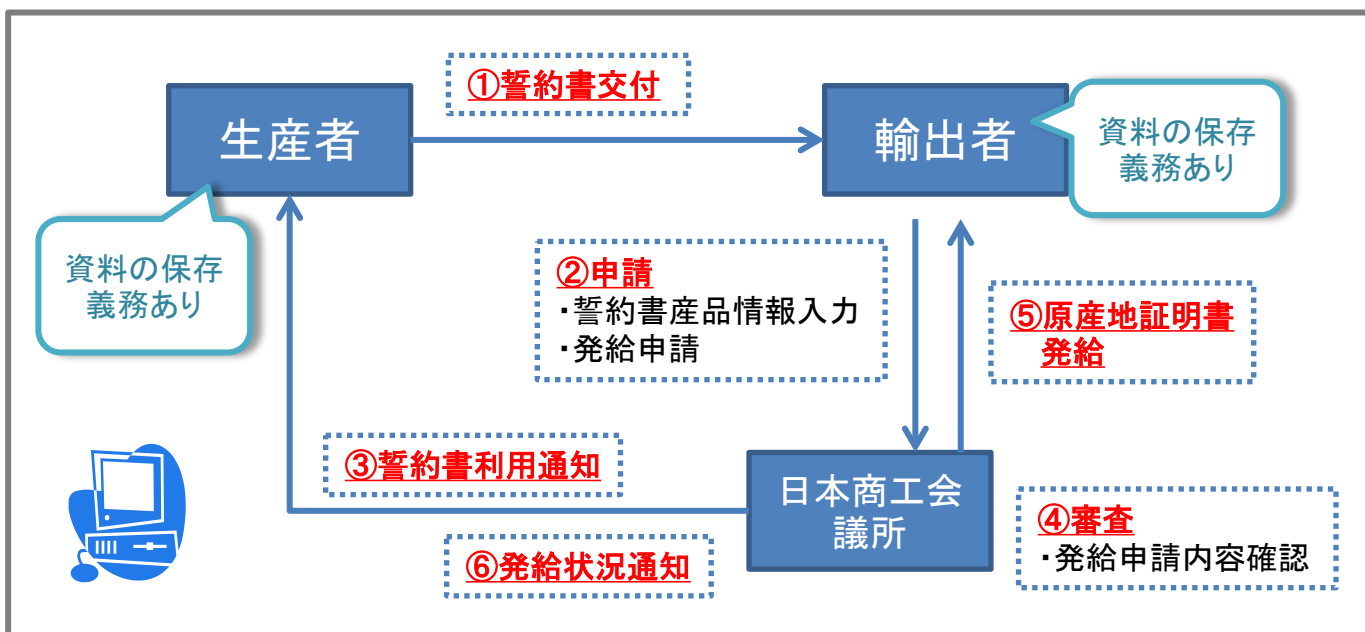 ①誓約書交付
生産者
輸出者
資料の保存
義務あり
資料の保存
義務あり
②申請
・誓約書産品情報入力
・発給申請
⑤原産地証明書
発給
③誓約書利用通知
日本商工会
議所
④審査
・発給申請内容確認
⑥発給状況通知